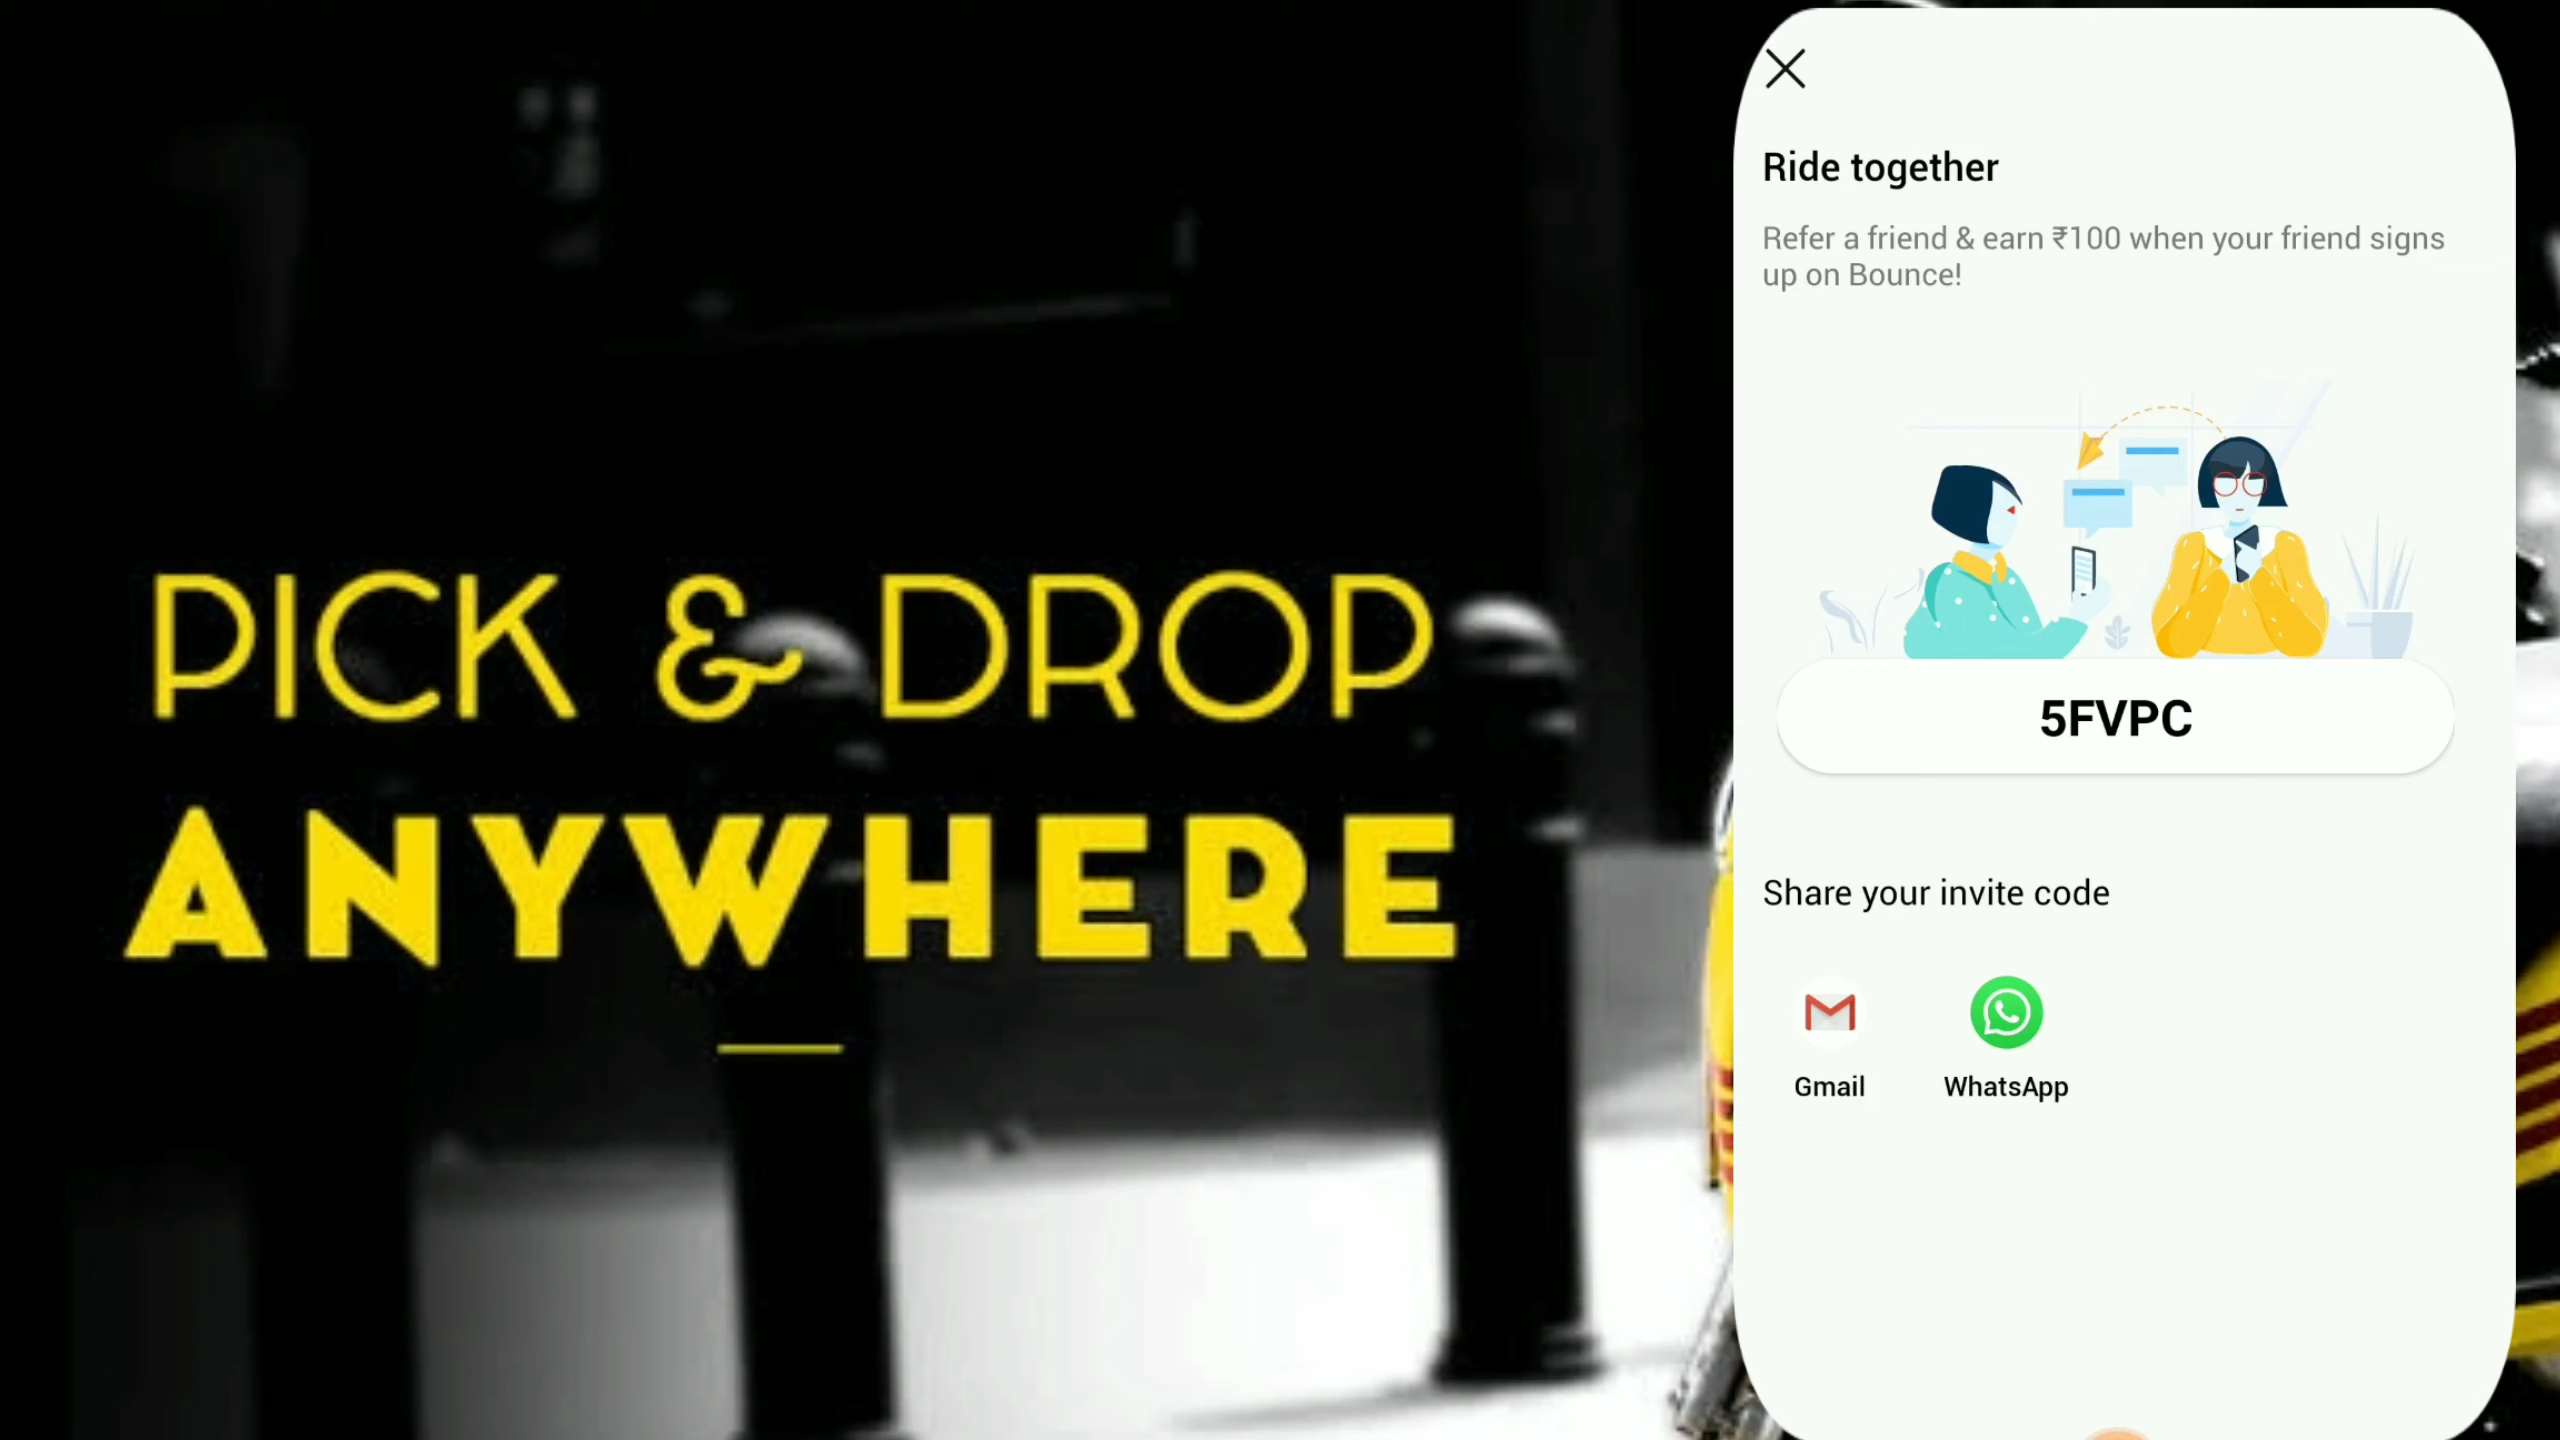 PICK & DROP
ANYWHERE
Ride together
Refer a friend & earn ₹100 when your friend signs
up on Bounce!
5FVPC
Share your invite code
Gmail
WhatsApp